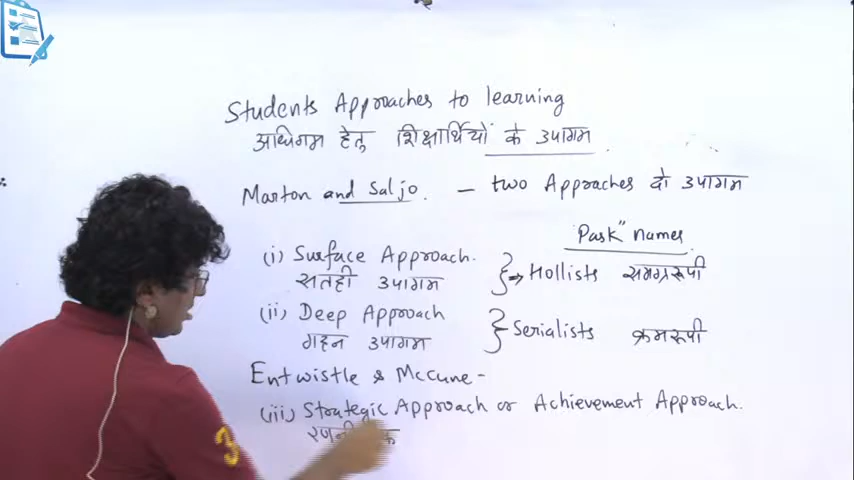 Students Approaches to learning
अधिगम हेतु शिक्षार्थियों के उपागम
Marton and Saljo. – two Approaches दो उपागम
"Pask" names
(i) Surface Approach. } → Hollists समग्ररूपी
सतही उपागम
(ii) Deep Approach } – Serialists क्रमरूपी
गहन उपागम
Entwistle & McCune -
(iii) Strategic Approach or Achievement Approach.
3